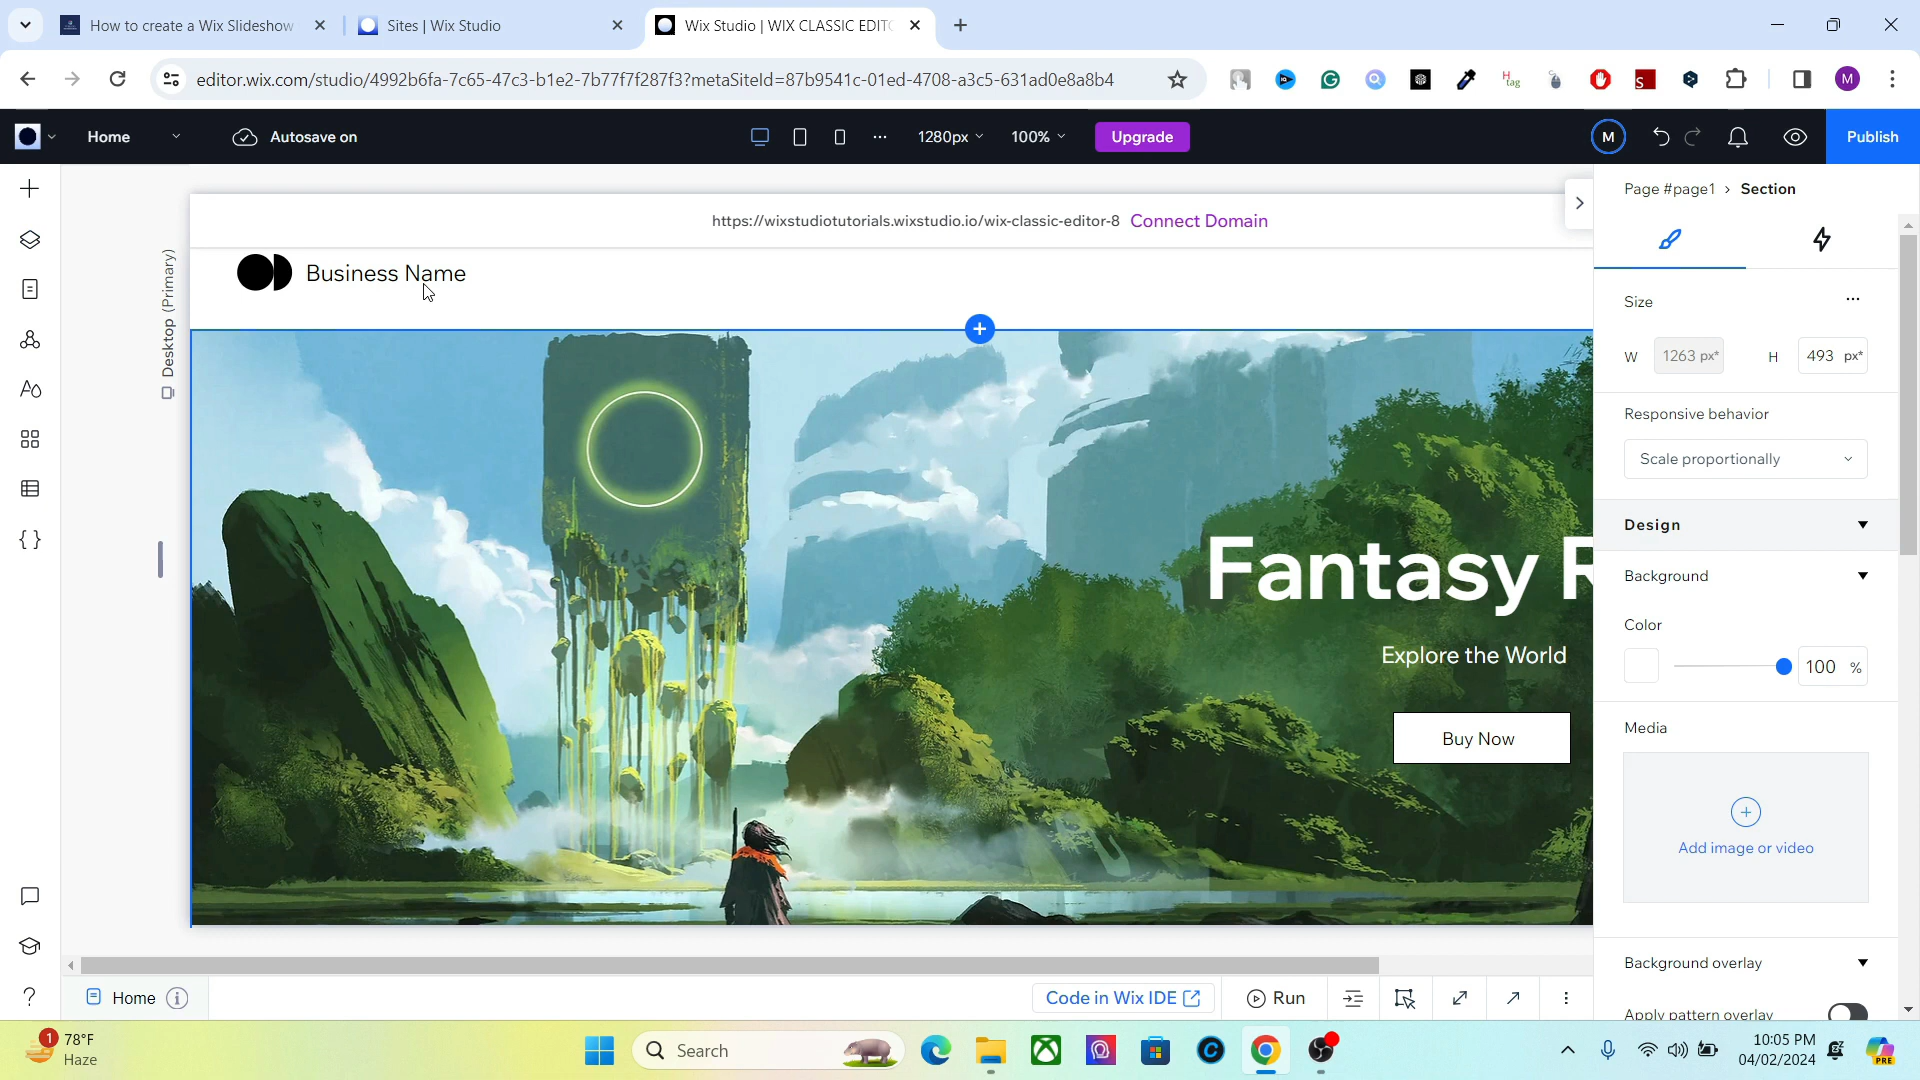 How to create a Wix Slideshow
Sites | Wix Studio
Wix Studio | WIX CLASSIC EDITO
editor.wix.com/studio/4992b6fa-7c65-47c3-b1e2-7b77f7f287f3?metaSiteId=87b9541c-01ed-4708-a3c5-631ad0e8a8b4
H
tag
S
M
Home
Autosave on
1280px
100%
Upgrade
M
Publish
https://wixstudiotutorials.wixstudio.io/wix-classic-editor-8 Connect Domain
Page #page1 > Section
Business Name
Desktop (Primary)
Size
W 1263 px* H 493 px*
Responsive behavior
Scale proportionally
Design
Background
Color
100 %
Media
Add image or video
Background overlay
Apply pattern overlay
Fantasy R
Explore the World
Buy Now
Home
Code in Wix IDE
Run
1
78°F
Haze
Search
10:05 PM
04/02/2024
PRE